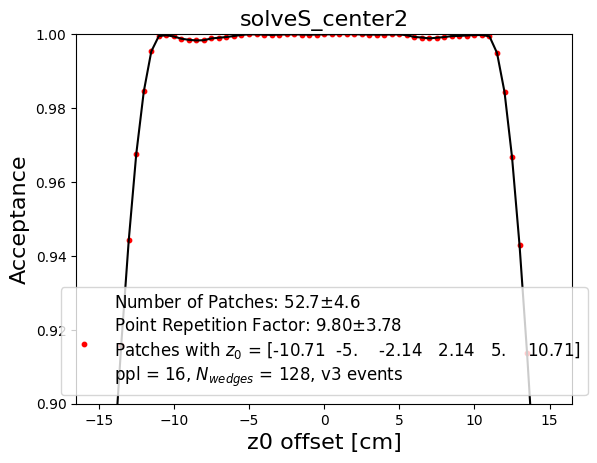 solveS_center2
Acceptance
1.00
0.98
0.96
0.94
0.92
0.90
Number of Patches: 52.7±4.6
Point Repetition Factor: 9.80±3.78
Patches with z₀ = [-10.71 -5. -2.14 2.14 5. 10.71]
ppl = 16, N_wedges = 128, v3 events
−15 −10 −5 0 5 10 15
z0 offset [cm]